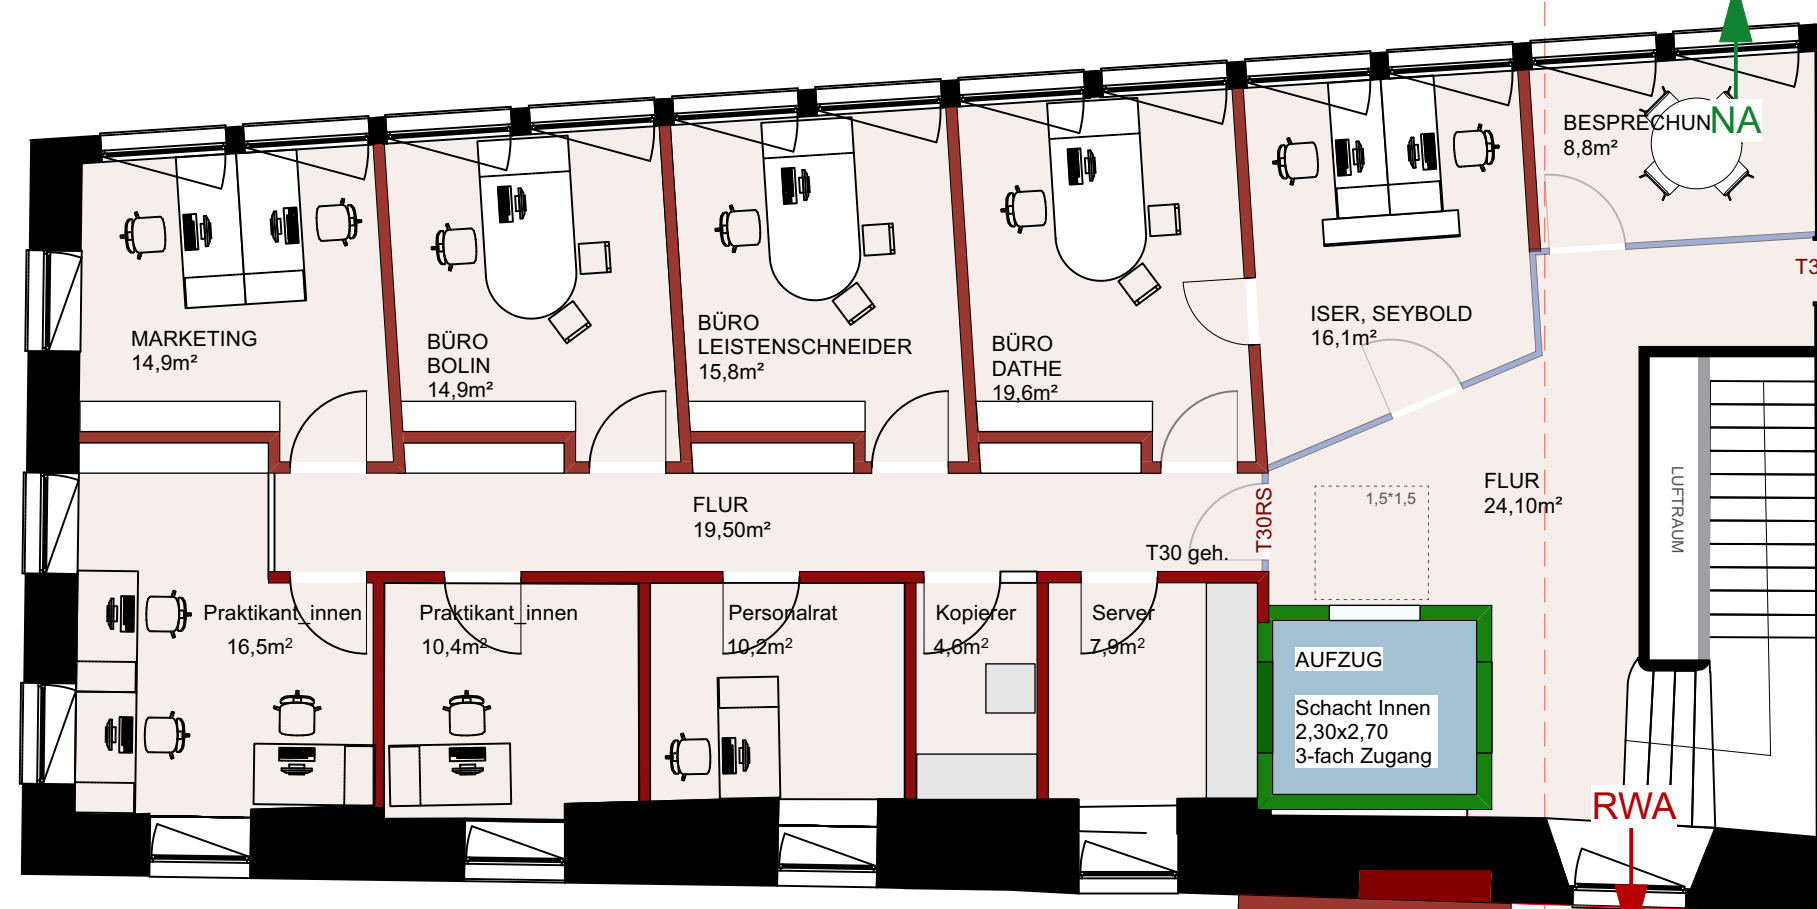 BESPRECHUN
NA
8,8m²
T3
MARKETING
14,9m²
BÜRO
BOLIN
14,9m²
BÜRO
LEISTENSCHNEIDER
15,8m²
BÜRO
DATHE
19,6m²
ISER, SEYBOLD
16,1m²
FLUR
19,50m²
T30 geh.
T30RS
1,5*1,5
FLUR
24,10m²
LUFTRAUM
Praktikant_innen
16,5m²
Praktikant_innen
10,4m²
Personalrat
10,2m²
Kopierer
4,6m²
Server
7,9m²
AUFZUG
Schacht Innen
2,30x2,70
3-fach Zugang
RWA